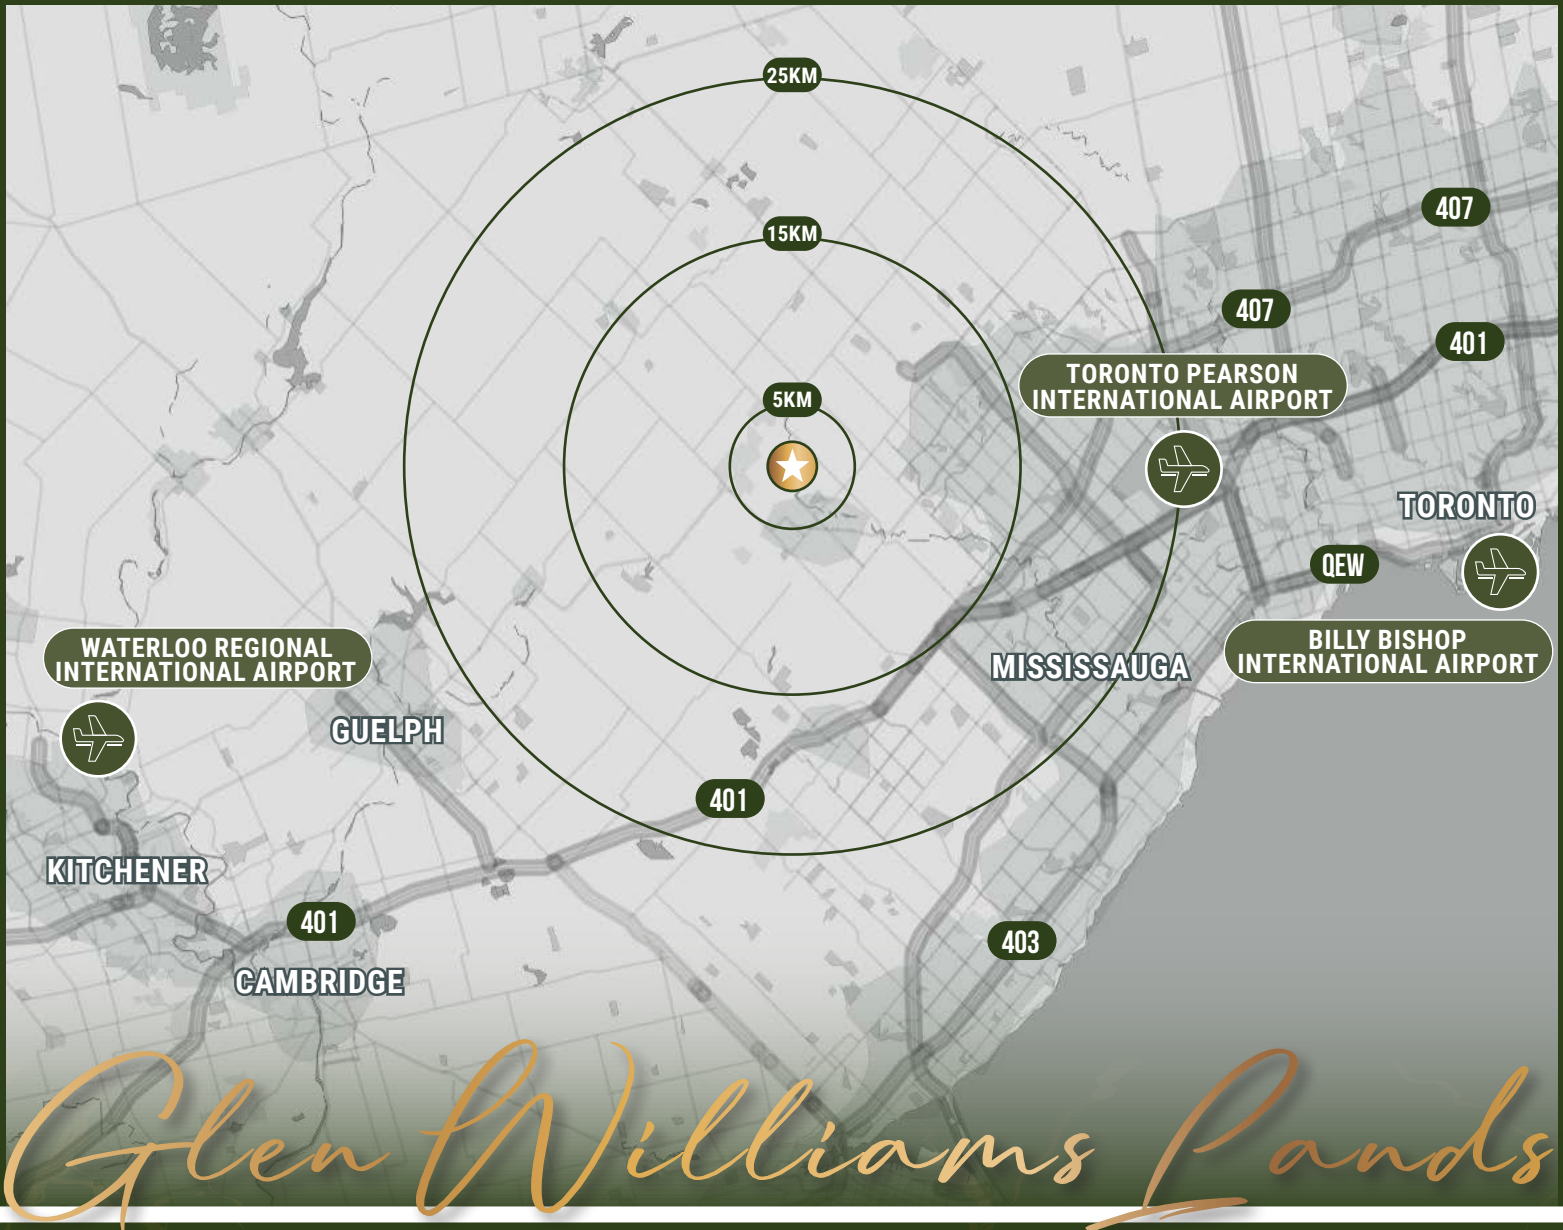 25KM
15KM
407
407
401
TORONTO PEARSON
INTERNATIONAL AIRPORT
5KM
TORONTO
QEW
WATERLOO REGIONAL
INTERNATIONAL AIRPORT
BILLY BISHOP
INTERNATIONAL AIRPORT
MISSISSAUGA
GUELPH
401
KITCHENER
401
403
CAMBRIDGE
Glen Williams Lands